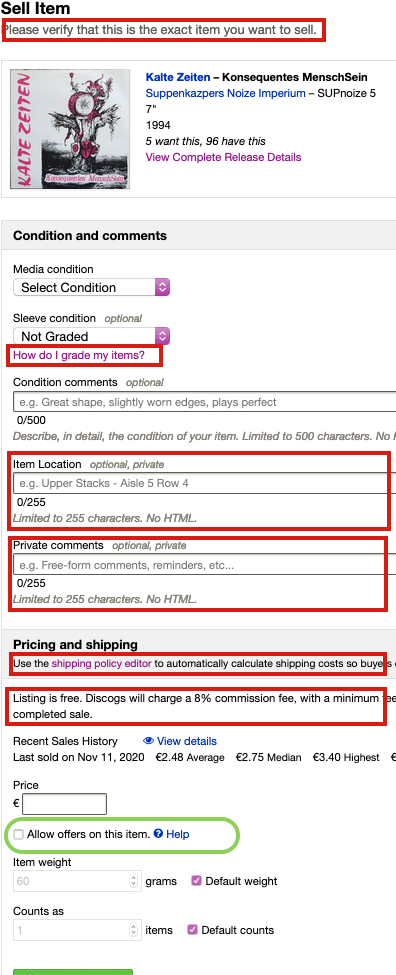 Sell Item
Please verify that this is the exact item you want to sell.
KALTE ZEITEN
Konsequentes MenschSein
Kalte Zeiten – Konsequentes MenschSein
Suppenkazpers Noize Imperium – SUPnoize 5
7"
1994
5 want this, 96 have this
View Complete Release Details
Condition and comments
Media condition
Select Condition
Sleeve condition optional
Not Graded
How do I grade my items?
Condition comments optional
e.g. Great shape, slightly worn edges, plays perfect
0/500
Describe, in detail, the condition of your item. Limited to 500 characters. No
Item Location optional, private
e.g. Upper Stacks - Aisle 5 Row 4
0/255
Limited to 255 characters. No HTML.
Private comments optional, private
e.g. Free-form comments, reminders, etc...
0/255
Limited to 255 characters. No HTML.
Pricing and shipping
Use the shipping policy editor to automatically calculate shipping costs so buyers
Listing is free. Discogs will charge a 8% commission fee, with a minimum fee
completed sale.
Recent Sales History View details
Last sold on Nov 11, 2020 €2.48 Average €2.75 Median €3.40 Highest €
Price
€
Allow offers on this item. Help
Item weight
60 grams Default weight
Counts as
1 items Default counts